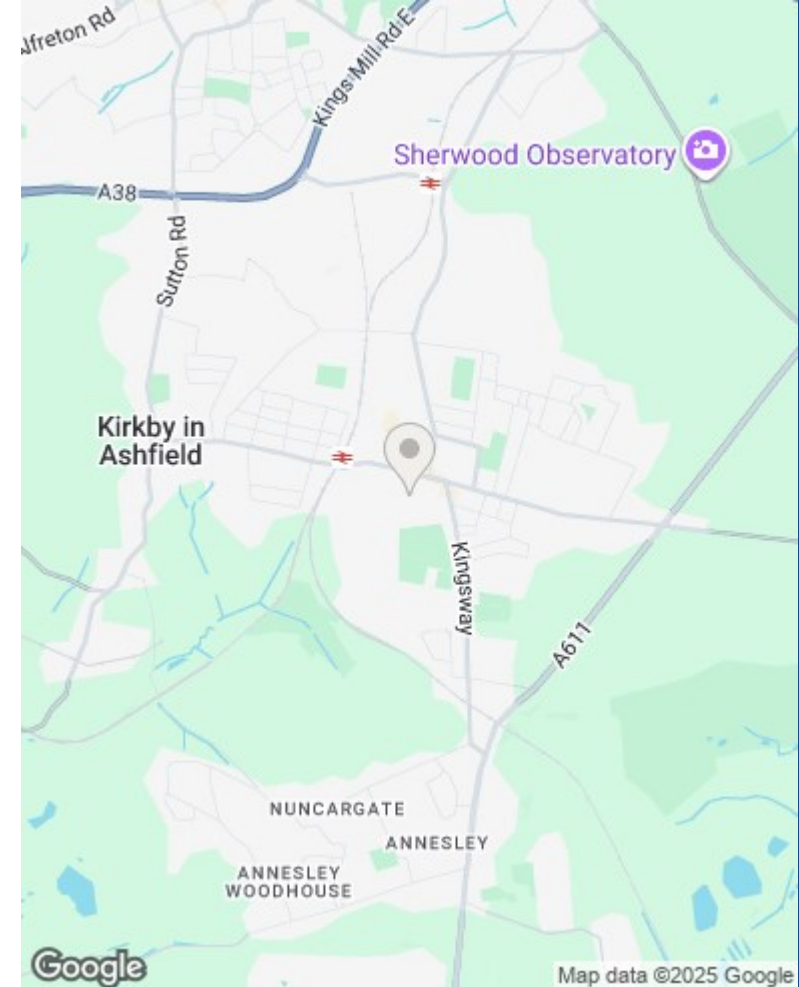 lfreton Rd
Kings Mill Rd E
Sherwood Observatory
A38
Sutton Rd
Kirkby in
Ashfield
Kingsway
A611
NUNCARGATE
ANNESLEY
ANNESLEY
WOODHOUSE
Google
Map data ©2025 Google